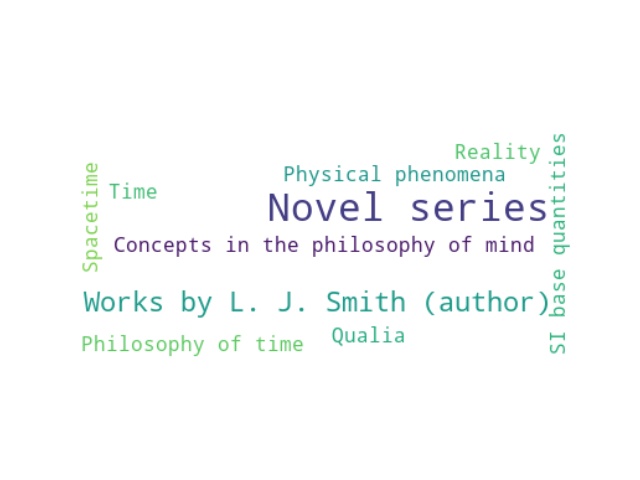 Reality
Physical phenomena
Spacetime
Time
Novel series
SI base quantities
Concepts in the philosophy of mind
Works by L. J. Smith (author)
Qualia
Philosophy of time